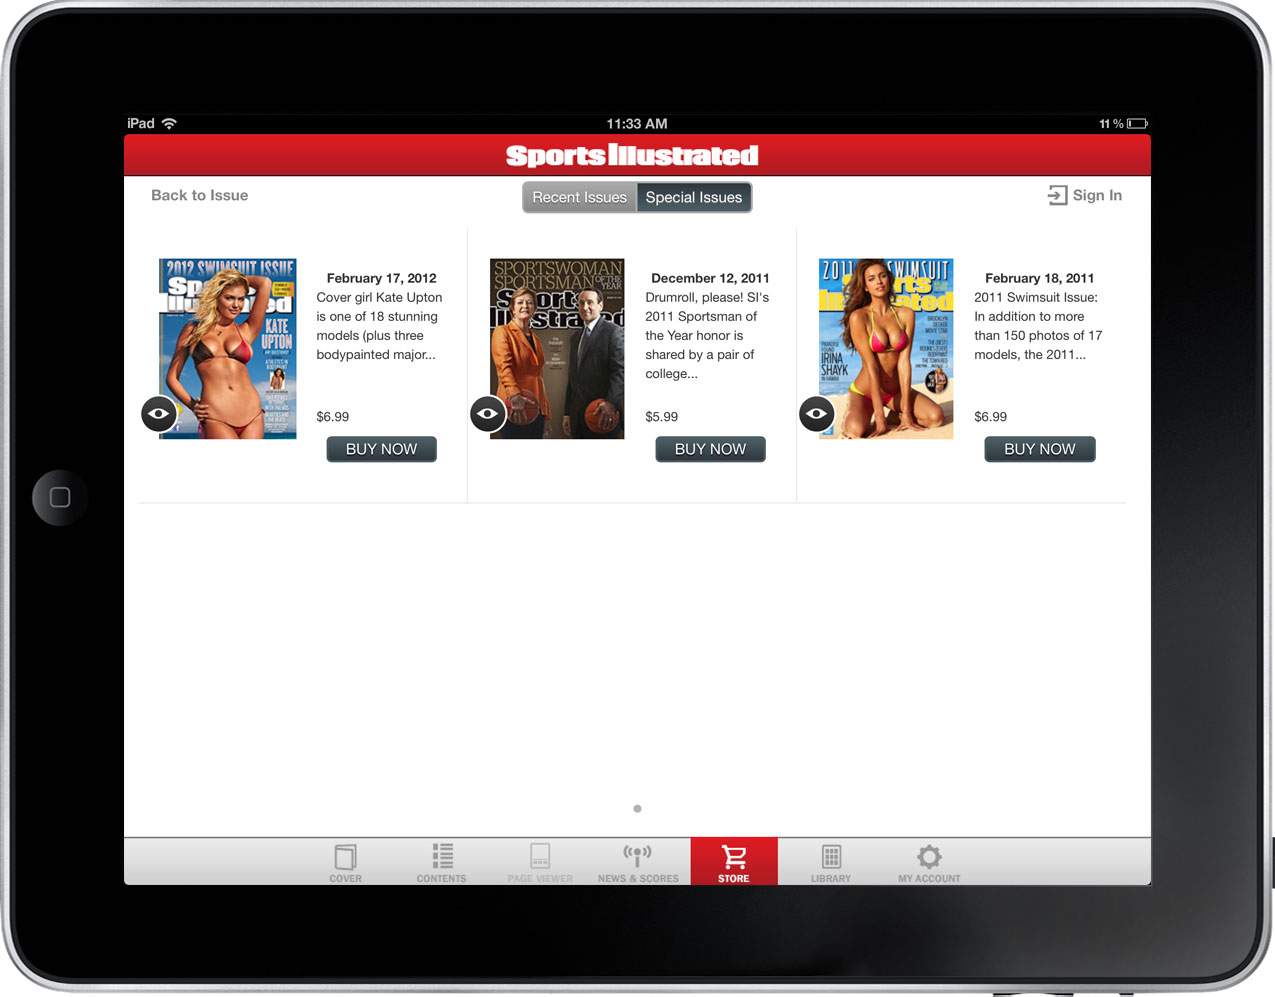 iPad
11:33 AM
11 %
Sports Illustrated
Back to Issue
Recent Issues
Special Issues
Sign In
2012 SWIMSUIT ISSUE
Sports Illustrated
KATE
UPTON
February 17, 2012
Cover girl Kate Upton
is one of 18 stunning
models (plus three
bodypainted major...
$6.99
BUY NOW
SPORTSWOMAN
SPORTSMAN OF THE YEAR
Sports
Illustrated
December 12, 2011
Drumroll, please! SI's
2011 Sportsman of
the Year honor is
shared by a pair of
college...
$5.99
BUY NOW
2011 SWIMSUIT
IRINA
SHAYK
February 18, 2011
2011 Swimsuit Issue:
In addition to more
than 150 photos of 17
models, the 2011...
$6.99
BUY NOW
COVER
CONTENTS
PAGE VIEWER
NEWS & SCORES
STORE
LIBRARY
MY ACCOUNT